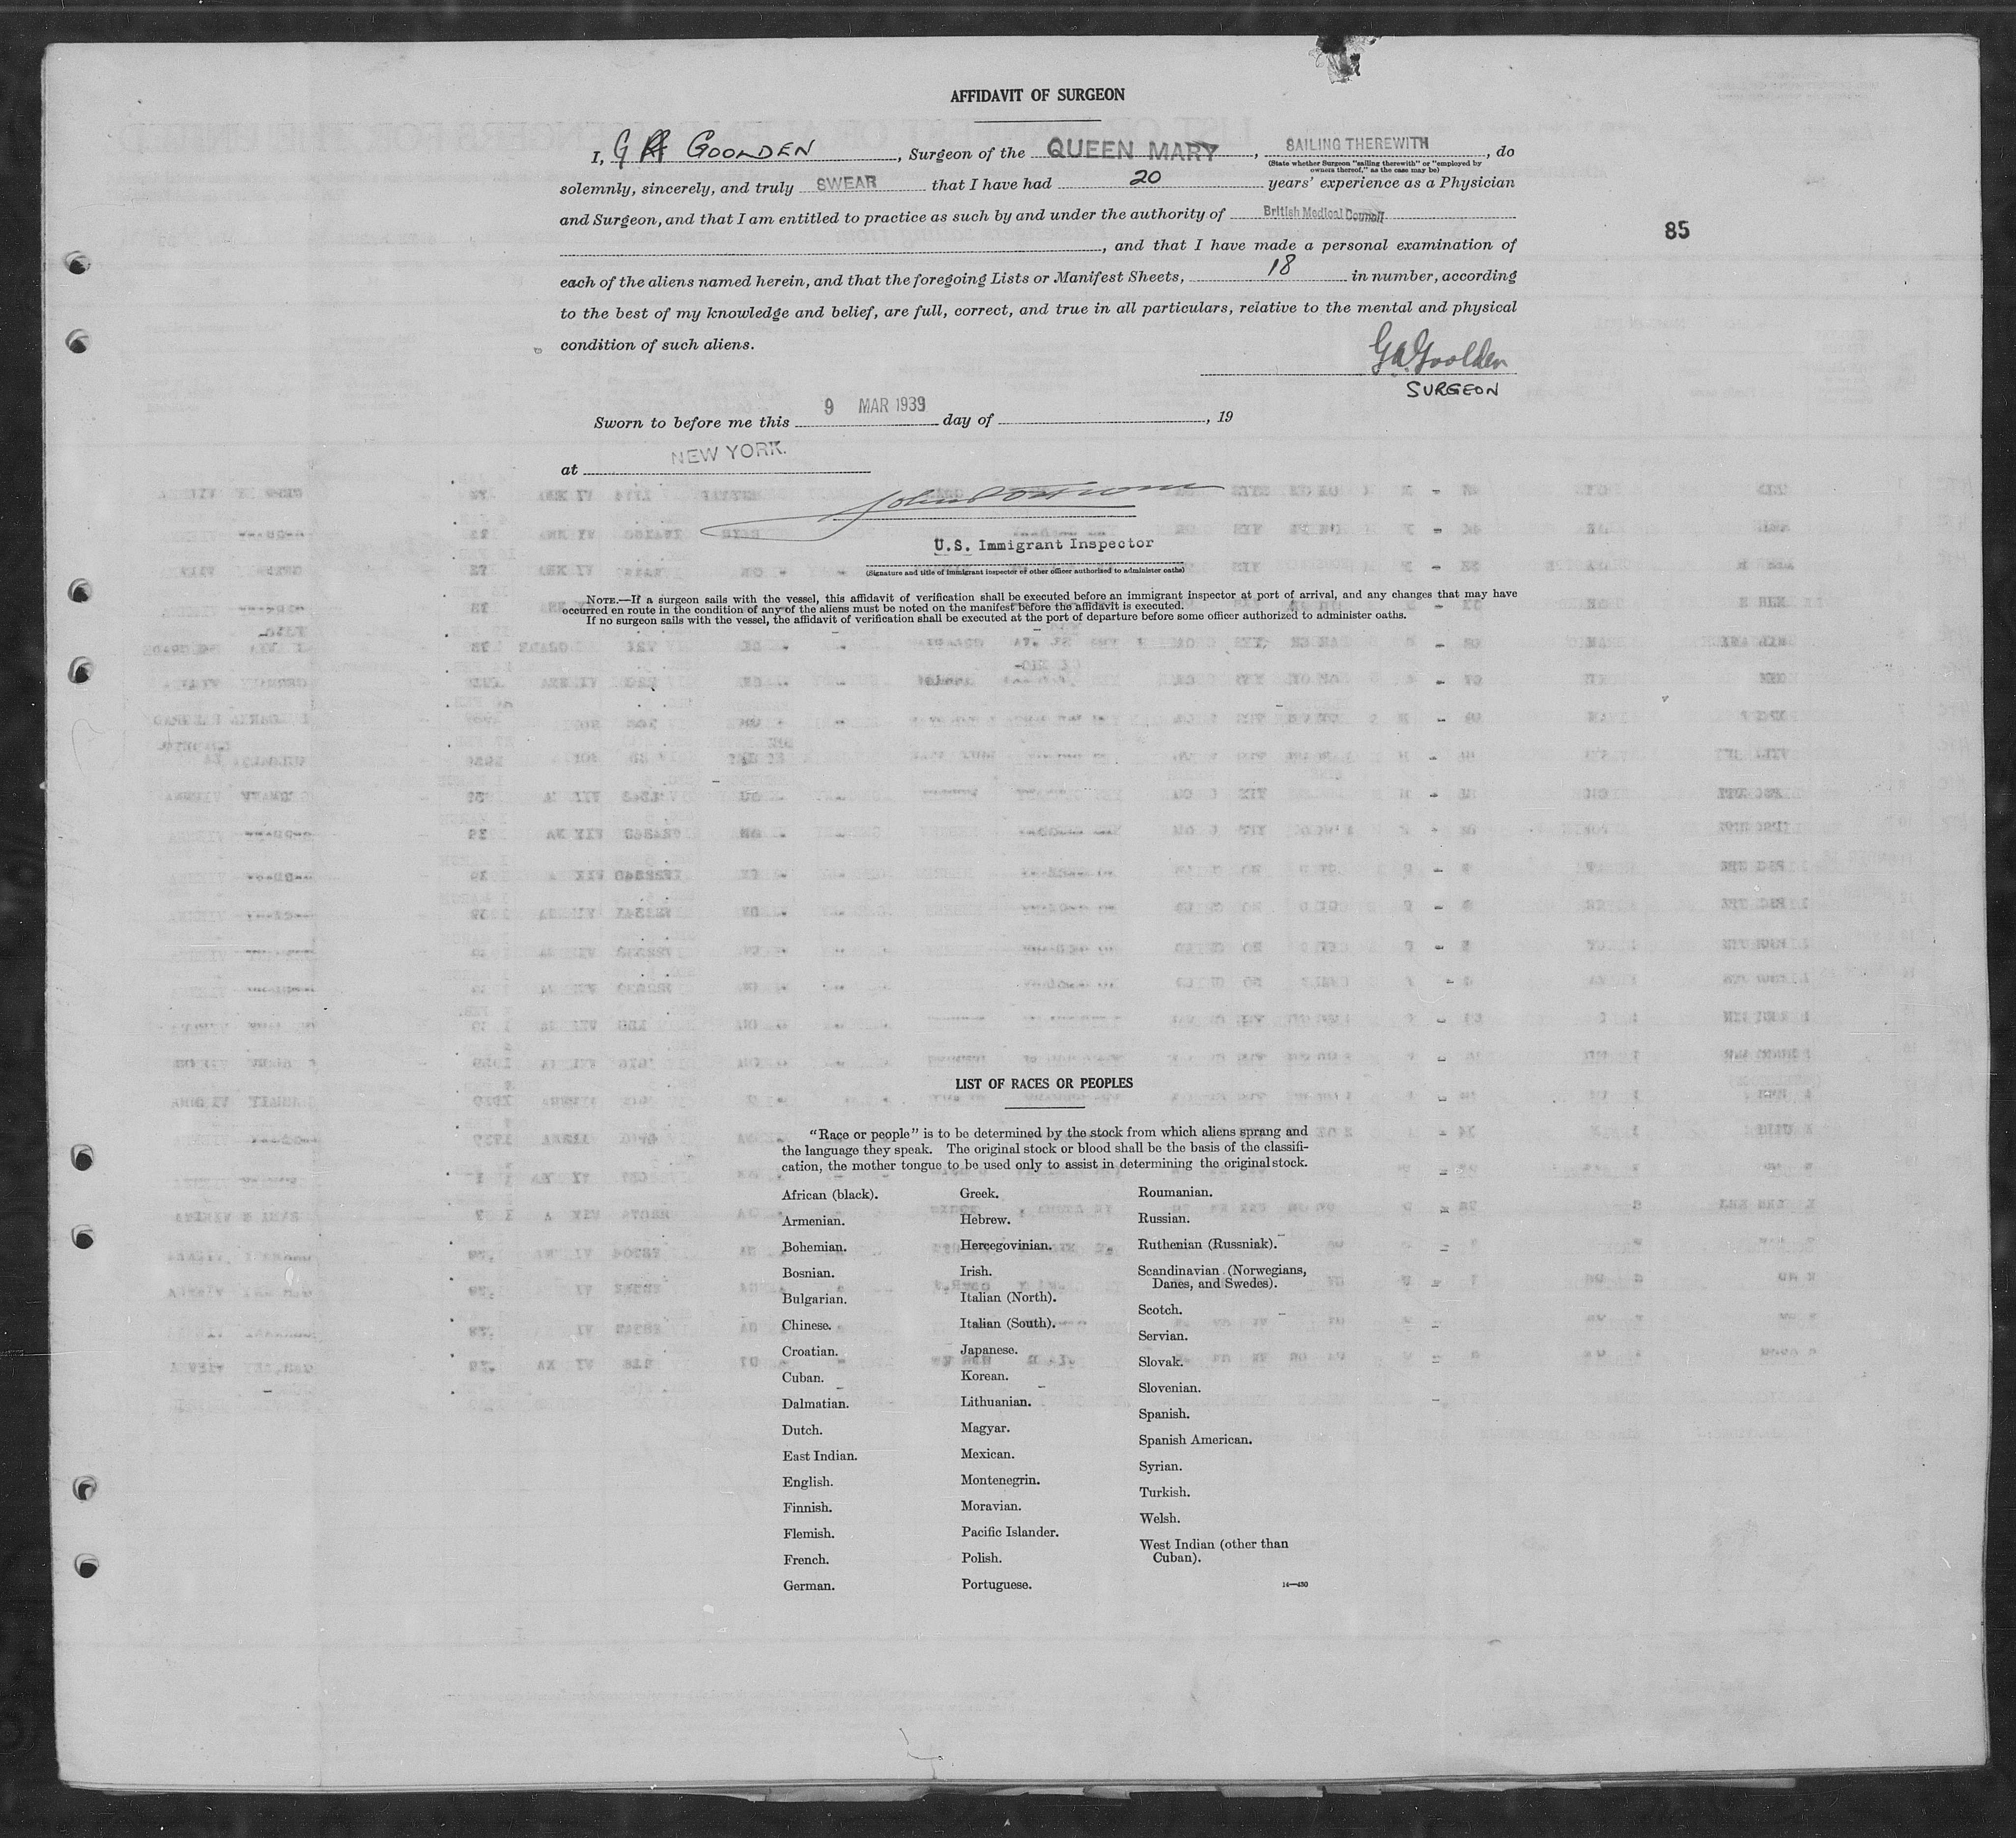 AFFIDAVIT OF SURGEON
I, G A GOOLDEN, Surgeon of the QUEEN MARY, SAILING THEREWITH, do
(State whether Surgeon "sailing therewith" or "employed by
owners thereof," as the case may be)
solemnly, sincerely, and truly SWEAR that I have had 20 years' experience as a Physician
and Surgeon, and that I am entitled to practice as such by and under the authority of British Medical Council
85
, and that I have made a personal examination of
each of the aliens named herein, and that the foregoing Lists or Manifest Sheets, 18 in number, according
to the best of my knowledge and belief, are full, correct, and true in all particulars, relative to the mental and physical
condition of such aliens.
G A Goolden
SURGEON
Sworn to before me this 9 MAR 1939 day of , 19
at NEW YORK.
U.S. Immigrant Inspector
(Signature and title of immigrant inspector or other officer authorized to administer oaths)
NOTE.—If a surgeon sails with the vessel, this affidavit of verification shall be executed before an immigrant inspector at port of arrival, and any changes that may have
occurred en route in the condition of any of the aliens must be noted on the manifest before the affidavit is executed.
If no surgeon sails with the vessel, the affidavit of verification shall be executed at the port of departure before some officer authorized to administer oaths.
LIST OF RACES OR PEOPLES
"Race or people" is to be determined by the stock from which aliens sprang and
the language they speak. The original stock or blood shall be the basis of the classifi-
cation, the mother tongue to be used only to assist in determining the original stock.
African (black).
Armenian.
Bohemian.
Bosnian.
Bulgarian.
Chinese.
Croatian.
Cuban.
Dalmatian.
Dutch.
East Indian.
English.
Finnish.
Flemish.
French.
German.
Greek.
Hebrew.
Hercegovinian.
Irish.
Italian (North).
Italian (South).
Japanese.
Korean.
Lithuanian.
Magyar.
Mexican.
Montenegrin.
Moravian.
Pacific Islander.
Polish.
Portuguese.
Roumanian.
Russian.
Ruthenian (Russniak).
Scandinavian (Norwegians,
Danes, and Swedes).
Scotch.
Servian.
Slovak.
Slovenian.
Spanish.
Spanish American.
Syrian.
Turkish.
Welsh.
West Indian (other than
Cuban).
14—430